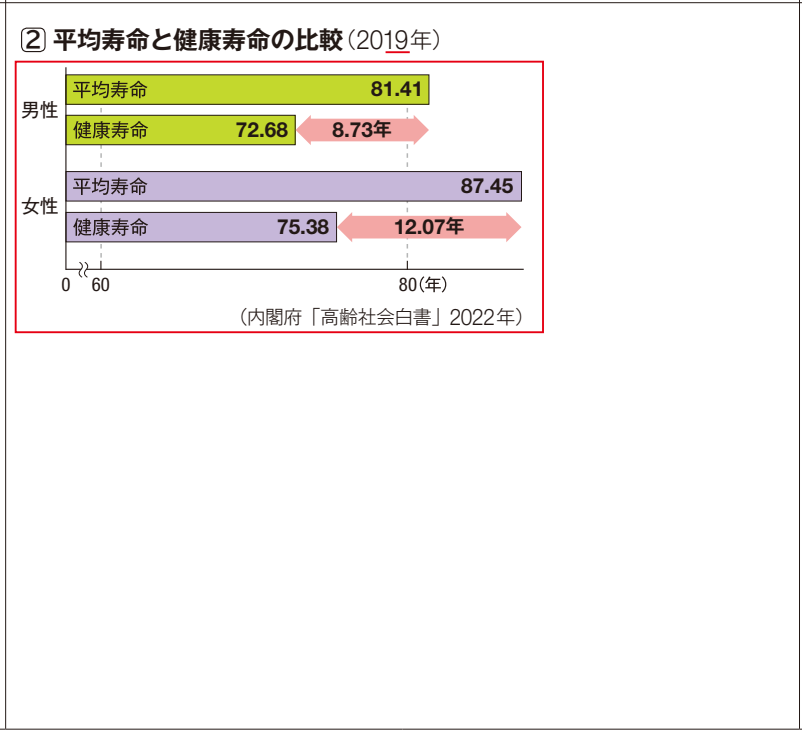 2 平均寿命と健康寿命の比較(2019年)
男性
平均寿命 81.41
健康寿命 72.68 8.73年
女性
平均寿命 87.45
健康寿命 75.38 12.07年
0 60 80(年)
(内閣府「高齢社会白書」2022年)